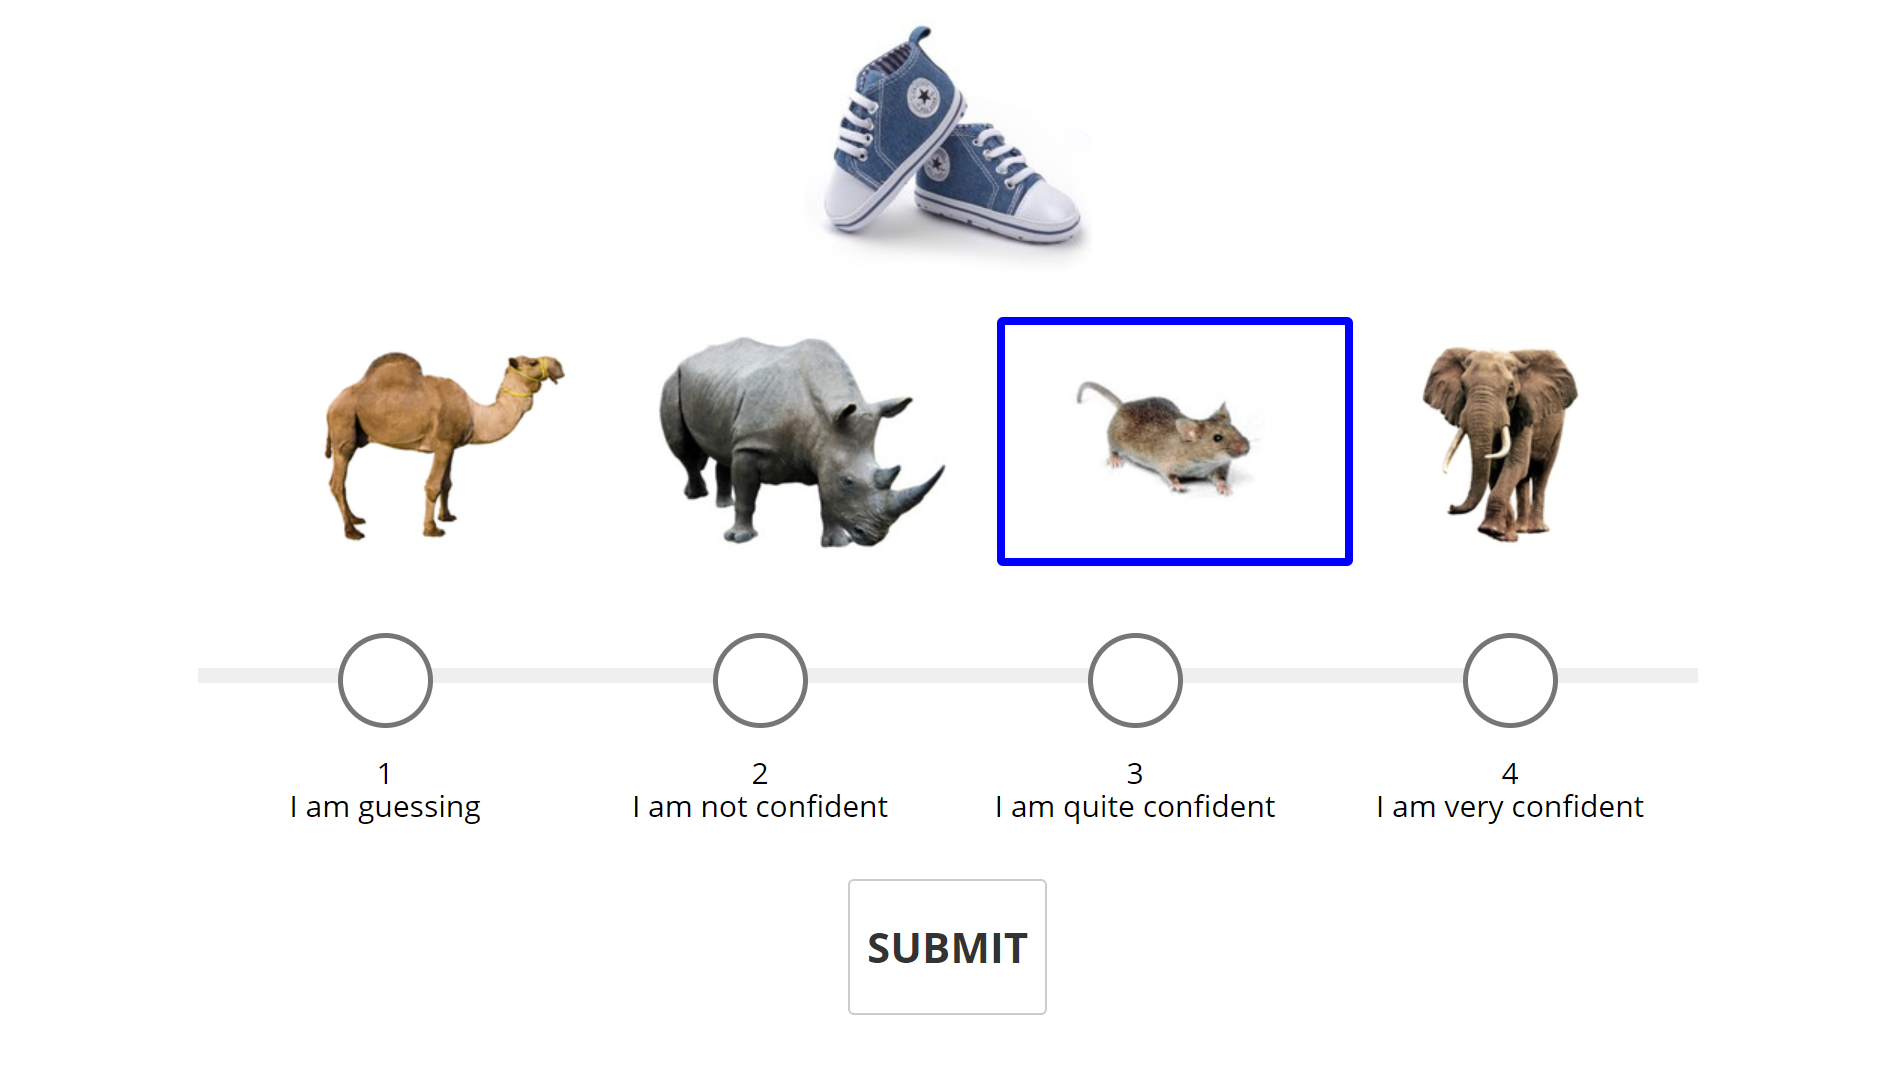 1
I am guessing
2
I am not confident
3
I am quite confident
4
I am very confident
SUBMIT